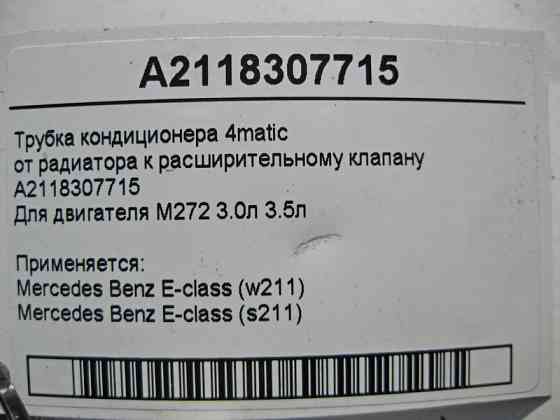 A2118307715
Трубка кондиционера 4matic
от радиатора к расширительному клапану
A2118307715
Для двигателя М272 3.0л 3.5л
Применяется:
Mercedes Benz E-class (w211)
Mercedes Benz E-class (s211)